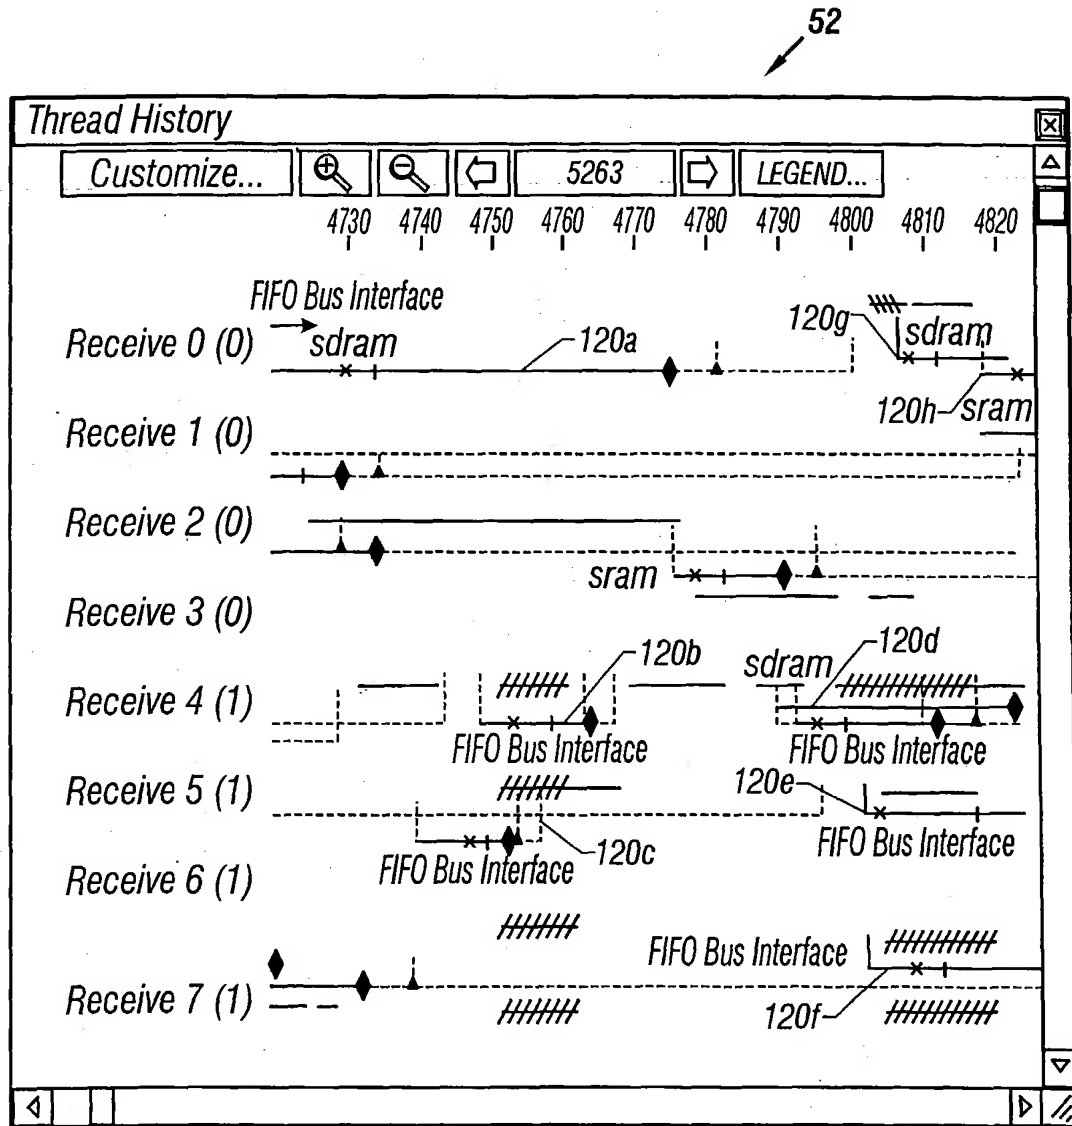 52
Thread History
Customize... 5263 LEGEND...
4730 4740 4750 4760 4770 4780 4790 4800 4810 4820
FIFO Bus Interface
Receive 0 (0)
sdram
120a
120g
sdram
120h
sram
Receive 1 (0)
Receive 2 (0)
sram
Receive 3 (0)
Receive 4 (1)
120b
sdram
120d
FIFO Bus Interface
FIFO Bus Interface
Receive 5 (1)
120e
120c
FIFO Bus Interface
FIFO Bus Interface
Receive 6 (1)
FIFO Bus Interface
Receive 7 (1)
120f